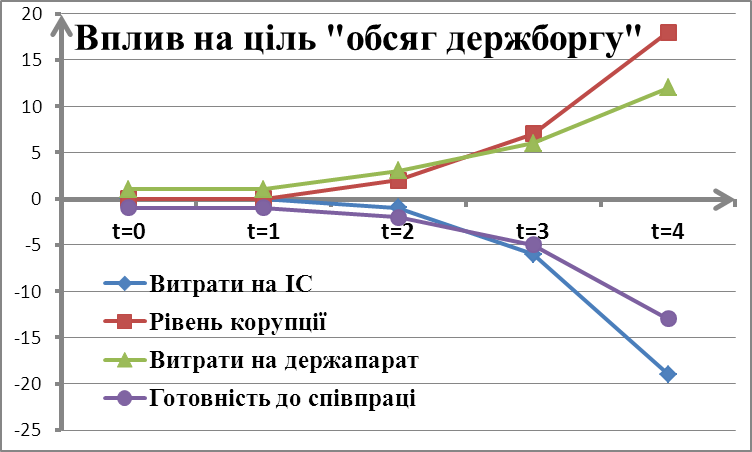 Вплив на ціль "обсяг держборгу"
20
15
10
5
0
-5
-10
-15
-20
-25
t=0 t=1 t=2 t=3 t=4
Витрати на ІС
Рівень корупції
Витрати на держапарат
Готовність до співпраці